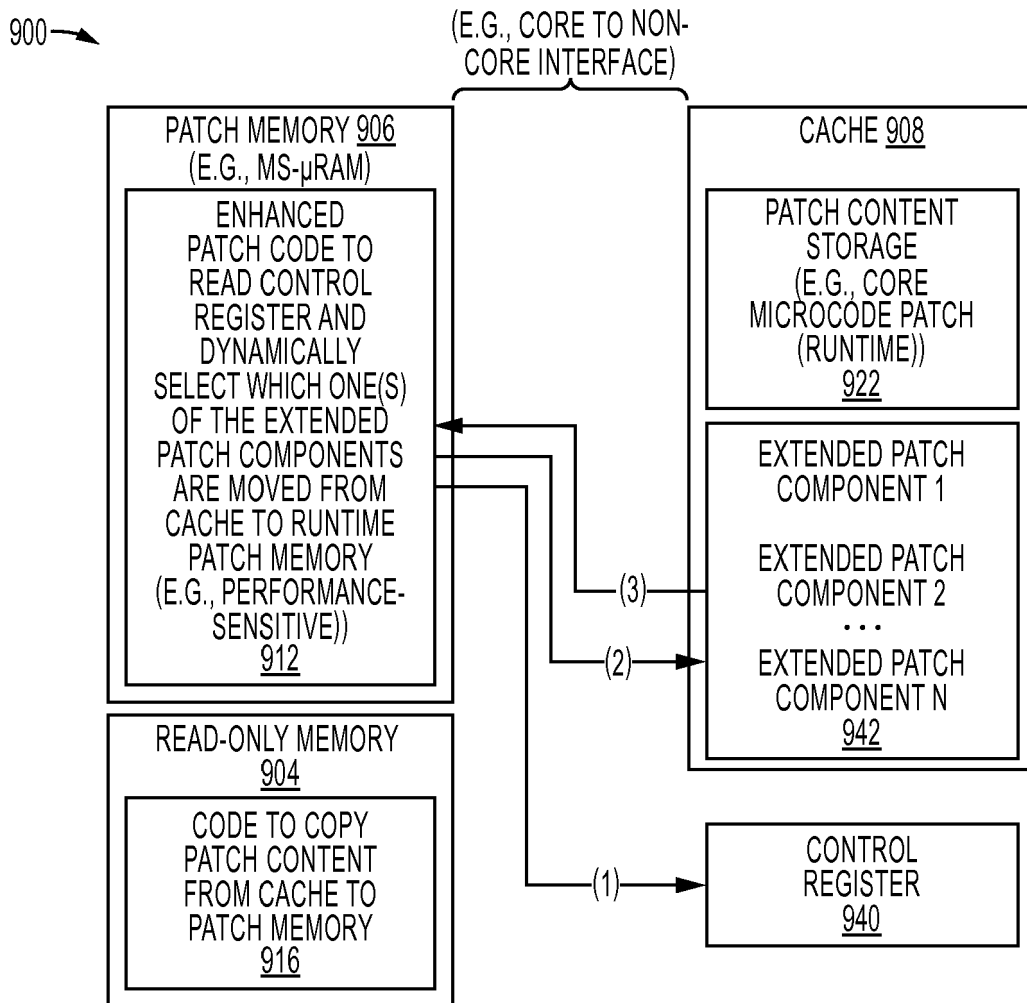 900
(E.G., CORE TO NON-
CORE INTERFACE)
PATCH MEMORY 906
(E.G., MS-µRAM)
ENHANCED
PATCH CODE TO
READ CONTROL
REGISTER AND
DYNAMICALLY
SELECT WHICH ONE(S)
OF THE EXTENDED
PATCH COMPONENTS
ARE MOVED FROM
CACHE TO RUNTIME
PATCH MEMORY
(E.G., PERFORMANCE-
SENSITIVE))
912
READ-ONLY MEMORY
904
CODE TO COPY
PATCH CONTENT
FROM CACHE TO
PATCH MEMORY
916
(3)
(2)
(1)
CACHE 908
PATCH CONTENT
STORAGE
(E.G., CORE
MICROCODE PATCH
(RUNTIME))
922
EXTENDED PATCH
COMPONENT 1
EXTENDED PATCH
COMPONENT 2
...
EXTENDED PATCH
COMPONENT N
942
CONTROL
REGISTER
940